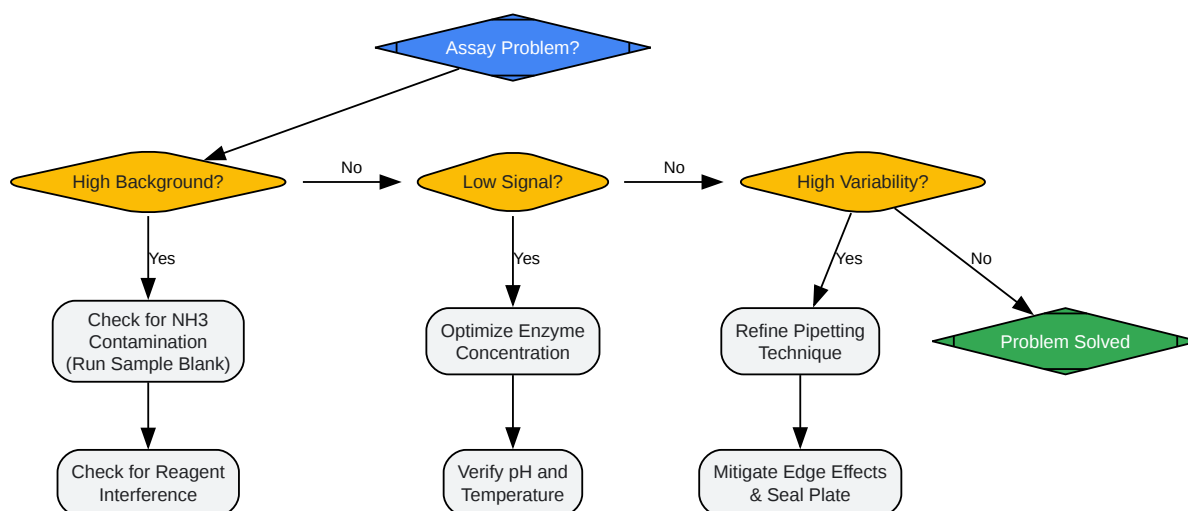 Assay Problem?
High Background?
No
Low Signal?
No
High Variability?
Yes
Yes
Yes
No
Check for NH3
Contamination
(Run Sample Blank)
Optimize Enzyme
Concentration
Refine Pipetting
Technique
Problem Solved
Check for Reagent
Interference
Verify pH and
Temperature
Mitigate Edge Effects
& Seal Plate